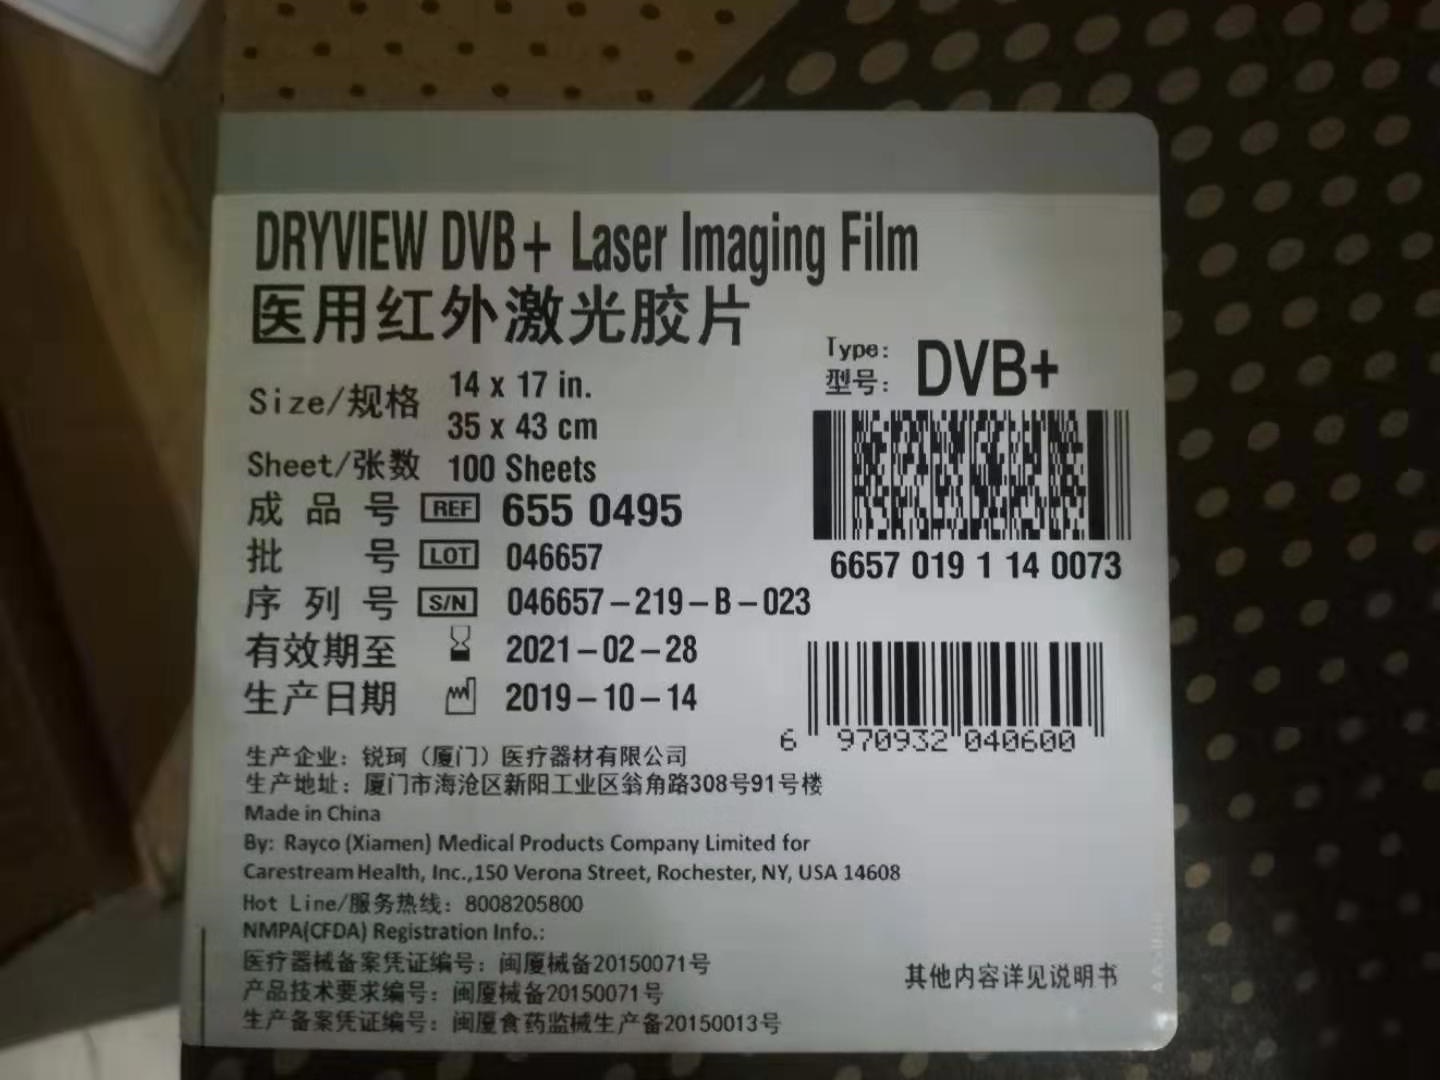 DRYVIEW DVB+ Laser Imaging Film
医用红外激光胶片
Type:
型号: DVB+
Size/规格 14 x 17 in.
35 x 43 cm
Sheet/张数 100 Sheets
成品号 REF 655 0495
批号 LOT 046657
6657 019 1 14 0073
序列号 S/N 046657-219-B-023
有效期至 2021-02-28
生产日期 2019-10-14
6 970932 040600
生产企业：锐珂（厦门）医疗器材有限公司
生产地址：厦门市海沧区新阳工业区翁角路308号91号楼
Made in China
By: Rayco (Xiamen) Medical Products Company Limited for
Carestream Health, Inc.,150 Verona Street, Rochester, NY, USA 14608
Hot Line/服务热线：8008205800
NMPA(CFDA) Registration Info.:
医疗器械备案凭证编号：闽厦械备20150071号
产品技术要求编号：闽厦械备20150071号
生产备案凭证编号：闽厦食药监械生产备20150013号
其他内容详见说明书